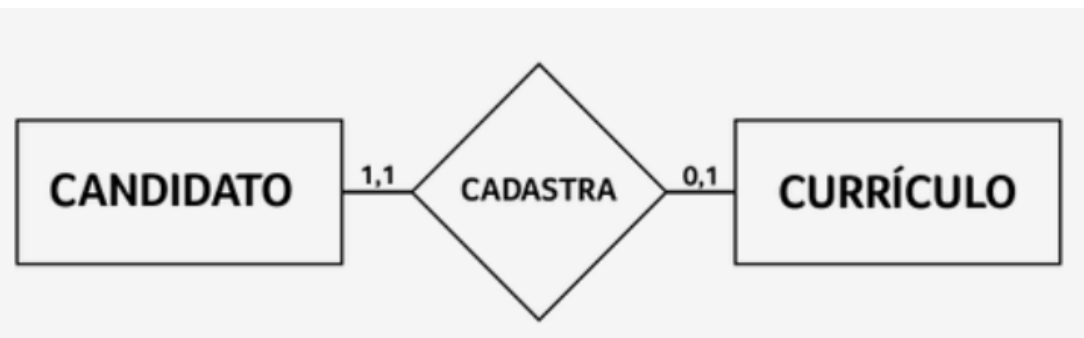 CANDIDATO
1,1
CADASTRA
0,1
CURRÍCULO